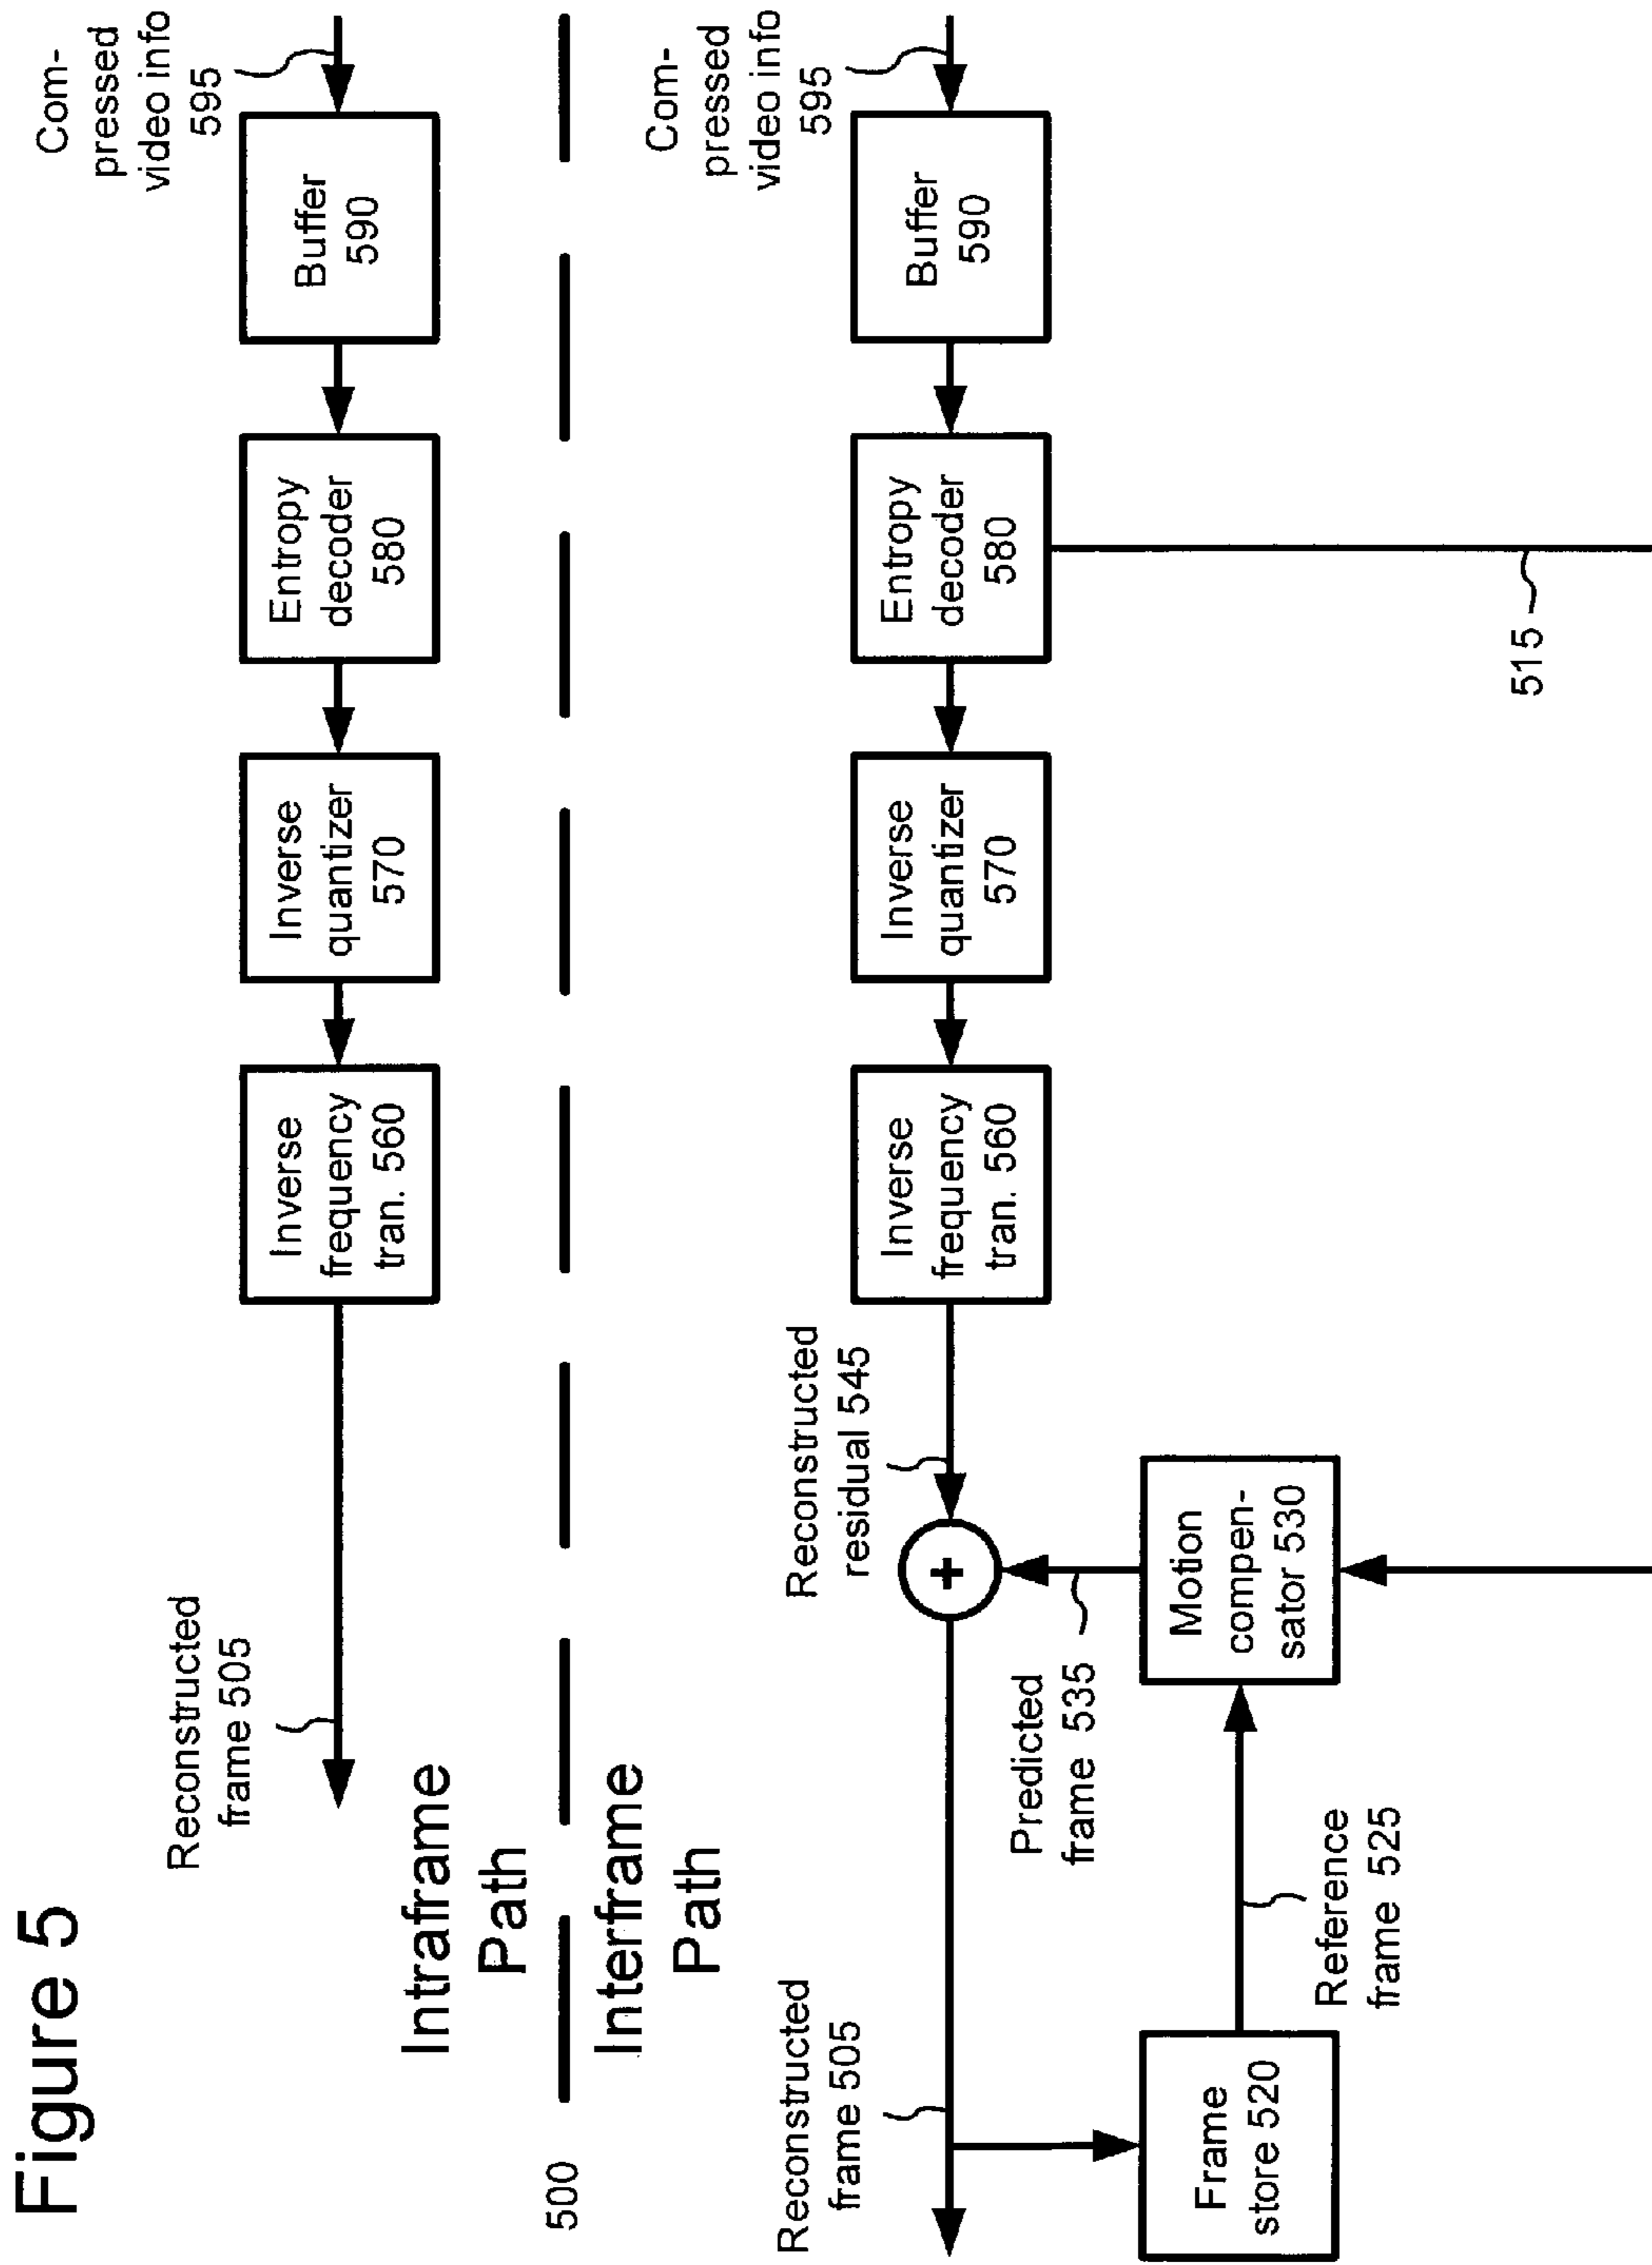 Figure 5
Reconstructed
frame 505
Inverse
frequency
tran. 560
Inverse
quantizer
570
Entropy
decoder
580
Buffer
590
Com-
pressed
video info
595
Intraframe
Path
500
Interframe
Path
Reconstructed
frame 505
Reconstructed
residual 545
+
Inverse
frequency
tran. 560
Inverse
quantizer
570
Entropy
decoder
580
Buffer
590
Com-
pressed
video info
595
Predicted
frame 535
Frame
store 520
Reference
frame 525
Motion
compen-
sator 530
515